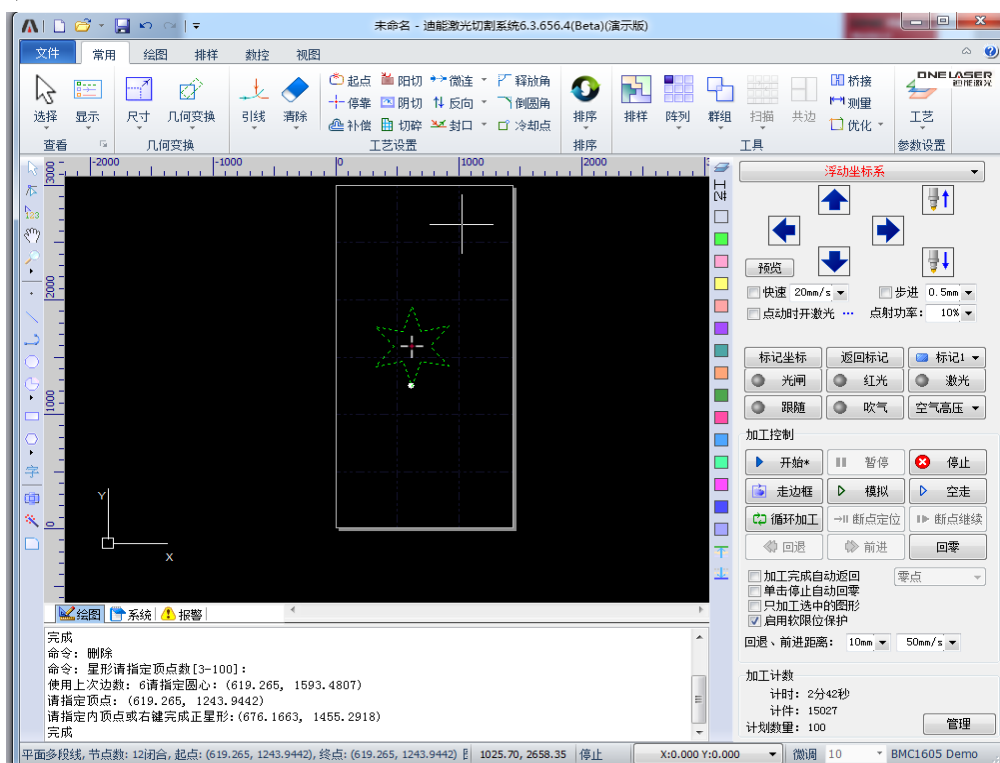 未命名 - 迪能激光切割系统6.3.656.4(Beta)(演示版)
文件 常用 绘图 排样 数控 视图
起点 阳切 微连 释放角
停靠 阴切 反向 倒圆角
补偿 切碎 封口 冷却点
选择 显示 尺寸 几何变换 引线 清除 排序 排样 阵列 群组 扫描 共边
桥接
测量
优化
ONELASER
迪能激光
工艺
查看 几何变换 工艺设置 排序 工具 参数设置
-2000 -1000 0 1000 2000
3000
2000
1000
0
123
字
Y
X
浮动坐标系
预览
快速 20mm/s 步进 0.5mm
点动时开激光 ... 点射功率: 10%
标记坐标 返回标记 标记1
光闸 红光 激光
跟随 吹气 空气高压
加工控制
开始* 暂停 停止
走边框 模拟 空走
循环加工 断点定位 断点继续
回退 前进 回零
加工完成自动返回 零点
单击停止自动回零
只加工选中的图形
启用软限位保护
回退、前进距离: 10mm 50mm/s
加工计数
计时: 2分42秒
计件: 15027
计划数量: 100 管理
绘图 系统 报警
完成
命令: 删除
命令: 星形请指定顶点数[3-100]:
使用上次边数: 6请指定圆心: (619.265, 1593.4807)
请指定顶点: (619.265, 1243.9442)
请指定内顶点或右键完成正星形:(676.1663, 1455.2918)
完成
平面多段线, 节点数: 12闭合, 起点: (619.265, 1243.9442), 终点: (619.265, 1243.9442) 1025.70, 2658.35 停止 X:0.000 Y:0.000 微调 10 BMC1605 Demo